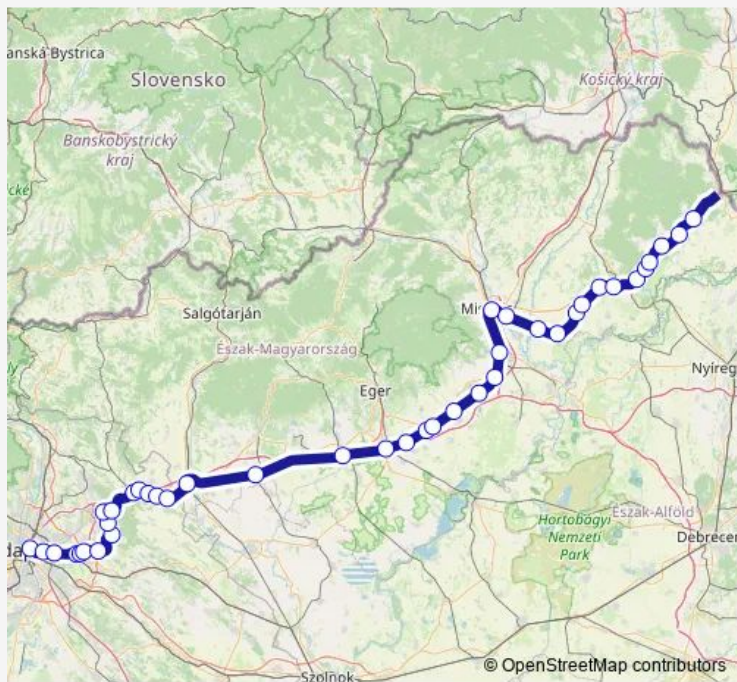 anská Bystrica
Slovensko
Košický kraj
Banskobystrický
kraj
cké
Salgótarján
Mi
Észak-Magyarország
Nyíreg
Eger
Észak-Alföld
Hortobágyi
Nemzeti
Park
Debrecen
dap
Szolnok
© OpenStreetMap contributors